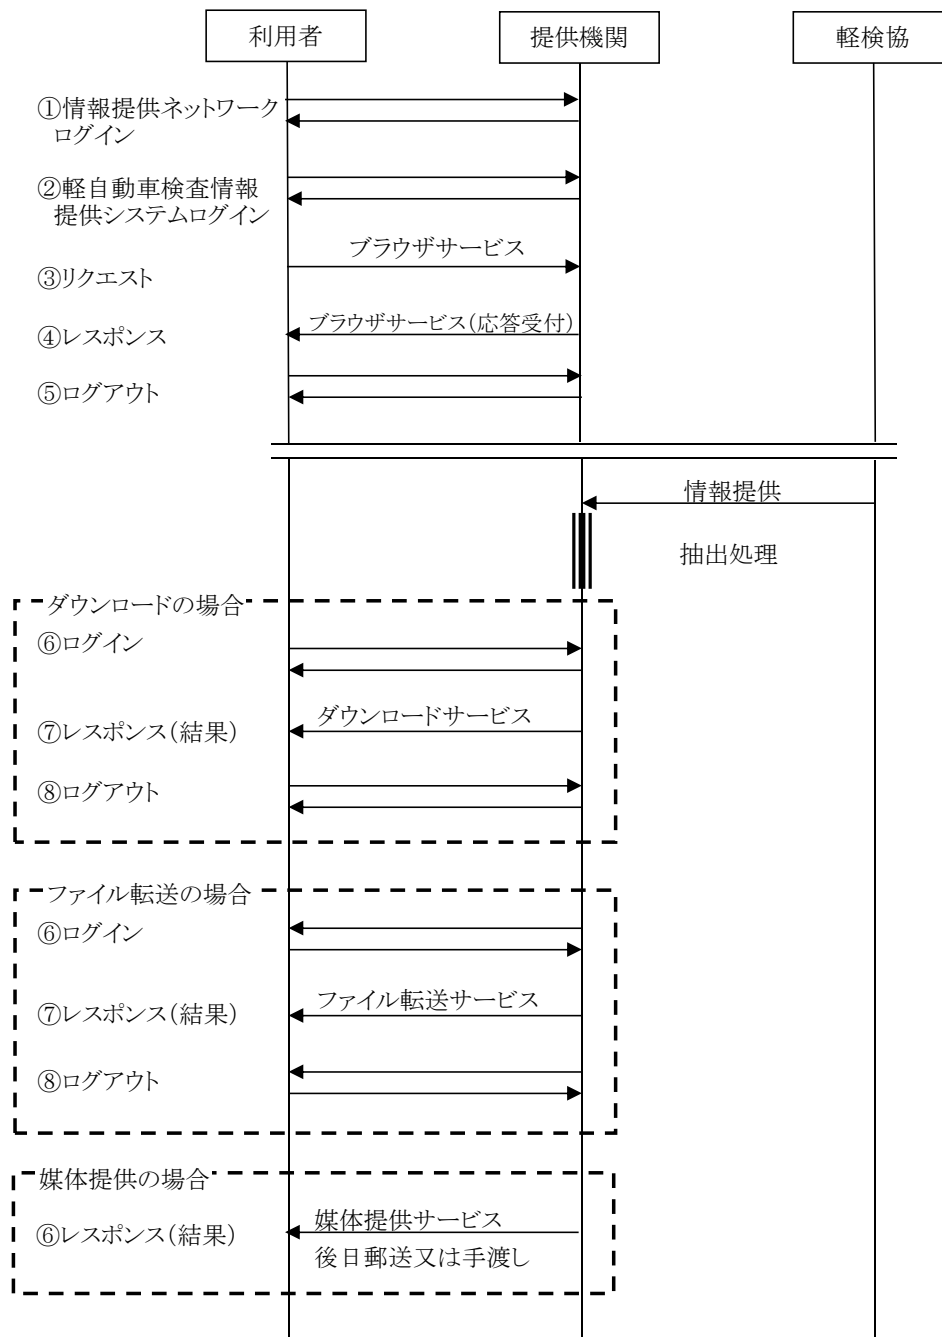 利用者
提供機関
軽検協
①情報提供ネットワーク
ログイン
②軽自動車検査情報
提供システムログイン
ブラウザサービス
③リクエスト
ブラウザサービス(応答受付)
④レスポンス
⑤ログアウト
情報提供
抽出処理
ダウンロードの場合
⑥ログイン
ダウンロードサービス
⑦レスポンス(結果)
⑧ログアウト
ファイル転送の場合
⑥ログイン
ファイル転送サービス
⑦レスポンス(結果)
⑧ログアウト
媒体提供の場合
媒体提供サービス
⑥レスポンス(結果)
後日郵送又は手渡し